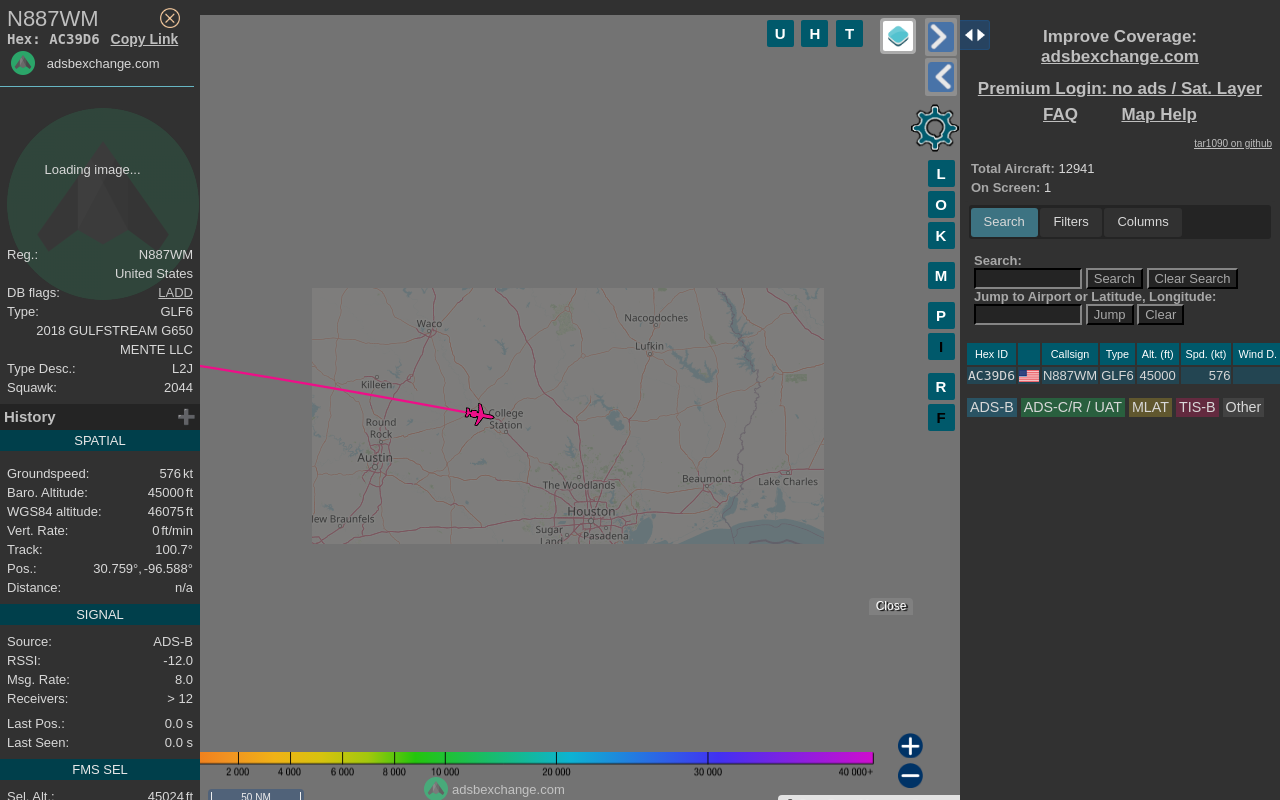 N887WM
Hex: AC39D6 Copy Link
adsbexchange.com
Loading image...
Reg.: N887WM
United States
DB flags: LADD
Type: GLF6
2018 GULFSTREAM G650
MENTE LLC
Type Desc.: L2J
Squawk: 2044
History
SPATIAL
Groundspeed: 576 kt
Baro. Altitude: 45000 ft
WGS84 altitude: 46075 ft
Vert. Rate: 0 ft/min
Track: 100.7°
Pos.: 30.759°, -96.588°
Distance: n/a
SIGNAL
Source: ADS-B
RSSI: -12.0
Msg. Rate: 8.0
Receivers: > 12
Last Pos.: 0.0 s
Last Seen: 0.0 s
FMS SEL
Sel. Alt.: 45024 ft
U H T
L
O
K
M
P
I
R
F
Waco
Nacogdoches
Lufkin
Killeen
College
Station
Round
Rock
Austin
The Woodlands
Beaumont
Lake Charles
Houston
New Braunfels
Sugar
Land
Pasadena
Close
2 000 4 000 6 000 8 000 10 000 20 000 30 000 40 000+
adsbexchange.com
50 NM
Improve Coverage:
adsbexchange.com
Premium Login: no ads / Sat. Layer
FAQ Map Help
tar1090 on github
Total Aircraft: 12941
On Screen: 1
Search Filters Columns
Search:
Search Clear Search
Jump to Airport or Latitude, Longitude:
Jump Clear
Hex ID Callsign Type Alt. (ft) Spd. (kt) Wind D.
AC39D6 N887WM GLF6 45000 576
ADS-B ADS-C/R / UAT MLAT TIS-B Other